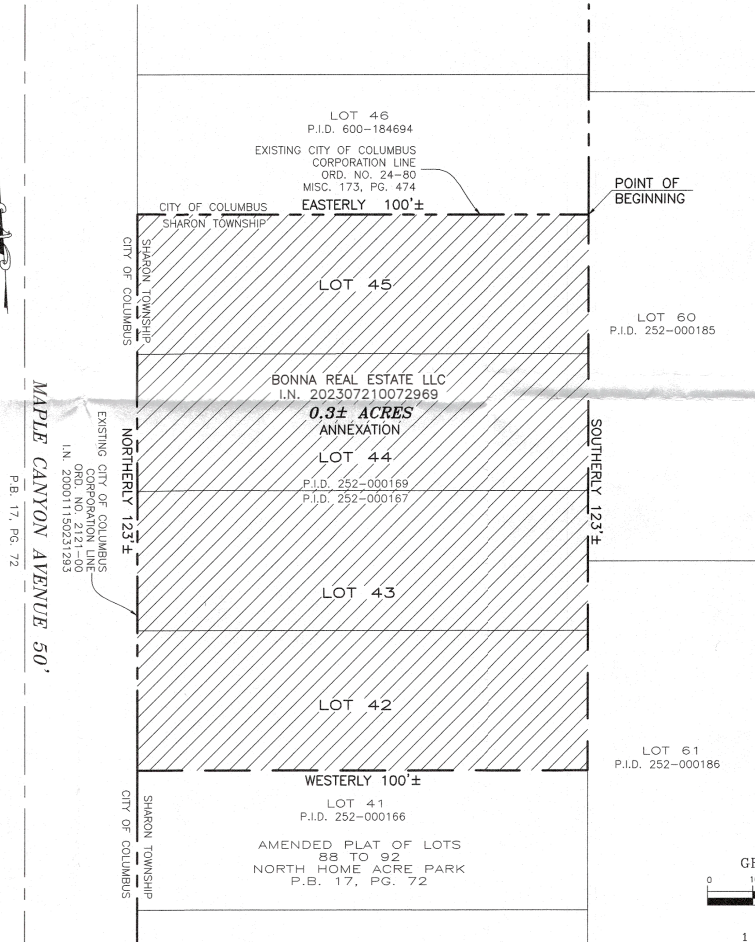 LOT 46
P.I.D. 600-184694
EXISTING CITY OF COLUMBUS
CORPORATION LINE
ORD. NO. 24-80
MISC. 173, PG. 474
POINT OF
BEGINNING
CITY OF COLUMBUS
EASTERLY 100'±
SHARON TOWNSHIP
SHARON TOWNSHIP
CITY OF COLUMBUS
LOT 45
LOT 60
P.I.D. 252-000185
BONNA REAL ESTATE LLC
I.N. 202307210072969
0.3± ACRES
ANNEXATION
LOT 44
P.I.D. 252-000169
P.I.D. 252-000167
NORTHERLY 123'±
SOUTHERLY 123'±
EXISTING CITY OF COLUMBUS
CORPORATION LINE
ORD. NO. 2121-00
I.N. 200011150231293
MAPLE CANYON AVENUE 50'
P.B. 17, PG. 72
LOT 43
LOT 42
LOT 61
P.I.D. 252-000186
WESTERLY 100'±
LOT 41
P.I.D. 252-000166
SHARON TOWNSHIP
CITY OF COLUMBUS
AMENDED PLAT OF LOTS
88 TO 92
NORTH HOME ACRE PARK
P.B. 17, PG. 72
0
1